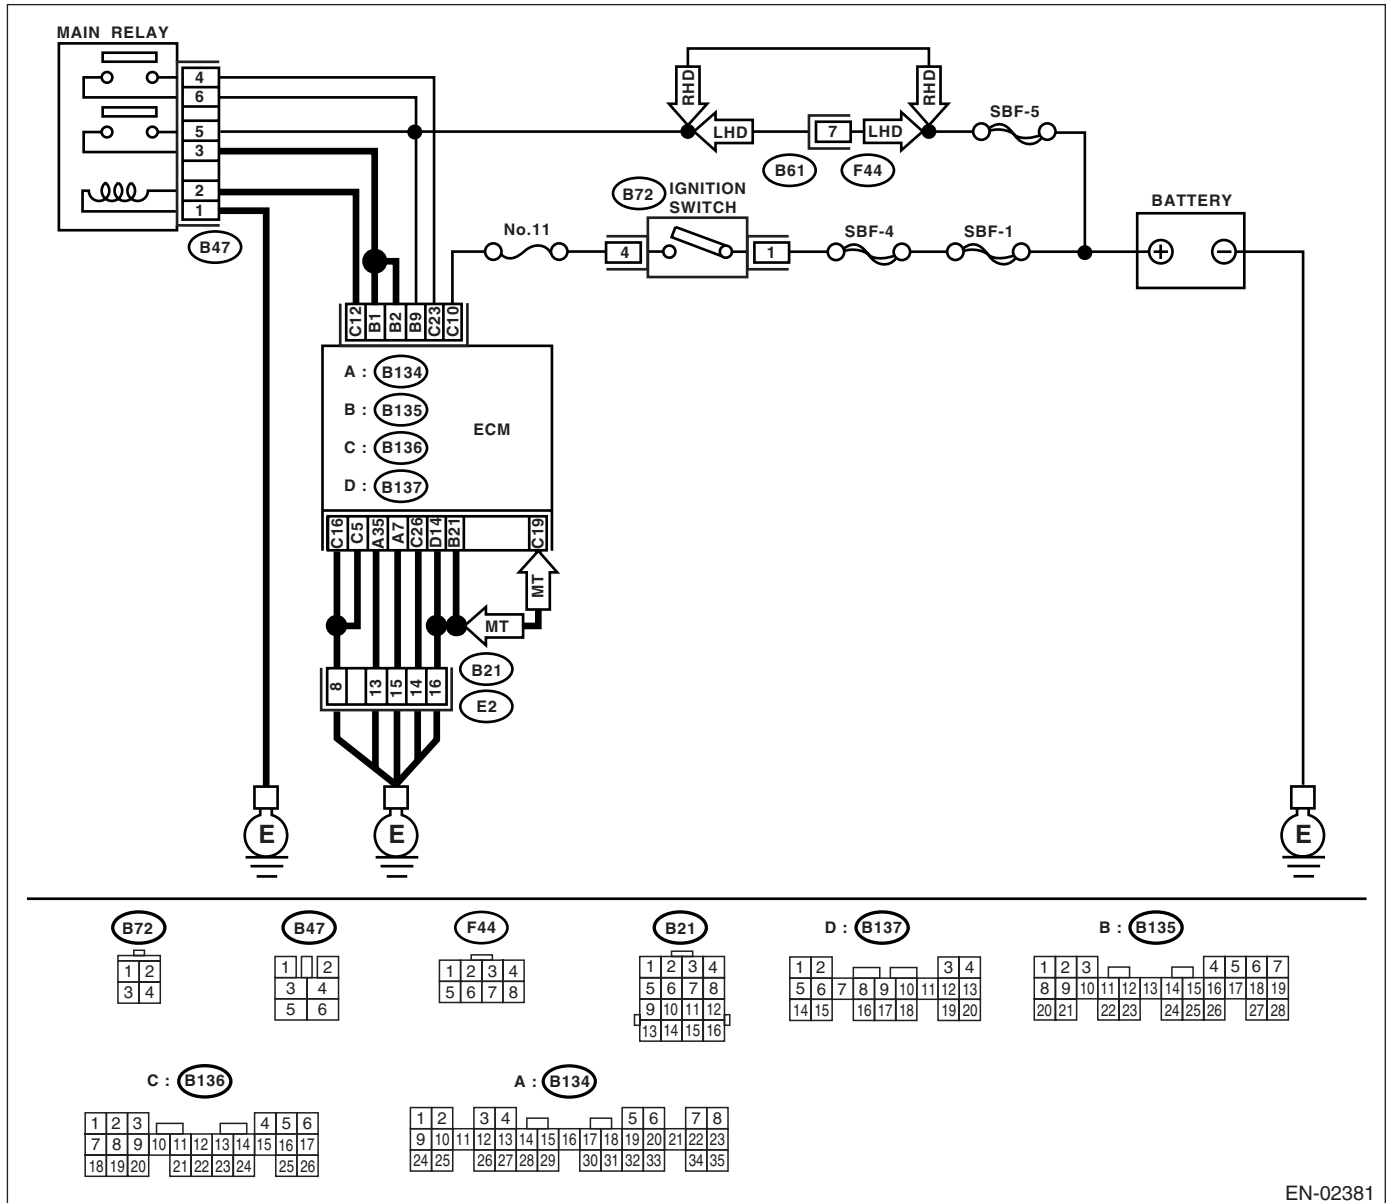 MAIN RELAY
4
6
5
3
2
1
B47
RHD
RHD
LHD
7
LHD
B61
F44
SBF-5
B72
IGNITION
SWITCH
No.11
4
1
SBF-4
SBF-1
BATTERY
+
−
C12
B1
B2
B9
C23
C10
A : B134
B : B135
C : B136
D : B137
ECM
C16
C5
A35
A7
C26
D14
B21
C19
MT
MT
8
13
15
14
16
B21
E2
E
E
E
B72
1 2
3 4
B47
1 2
3 4
5 6
F44
1 2 3 4
5 6 7 8
B21
1 2 3 4
5 6 7 8
9 10 11 12
13 14 15 16
D : B137
1 2 3 4
5 6 7 8 9 10 11 12 13
14 15 16 17 18 19 20
B : B135
1 2 3 4 5 6 7
8 9 10 11 12 13 14 15 16 17 18 19
20 21 22 23 24 25 26 27 28
C : B136
1 2 3 4 5 6
7 8 9 10 11 12 13 14 15 16 17
18 19 20 21 22 23 24 25 26
A : B134
1 2 3 4 5 6 7 8
9 10 11 12 13 14 15 16 17 18 19 20 21 22 23
24 25 26 27 28 29 30 31 32 33 34 35
EN-02381